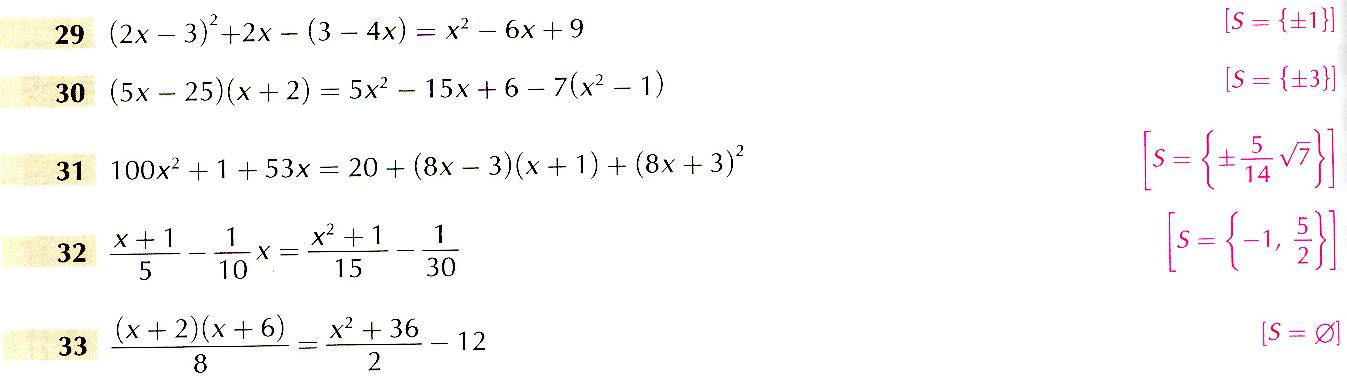 29 (2x − 3)²+2x − (3 − 4x) = x² − 6x + 9 [S = {±1}]
30 (5x − 25)(x + 2) = 5x² − 15x + 6 − 7(x² − 1) [S = {±3}]
31 100x² + 1 + 53x = 20 + (8x − 3)(x + 1) + (8x + 3)² [S = {± 5/14 √7}]
32 (x + 1)/5 − 1/10 x = (x² + 1)/15 − 1/30 [S = {−1, 5/2}]
33 (x + 2)(x + 6)/8 = (x² + 36)/2 − 12 [S = ∅]